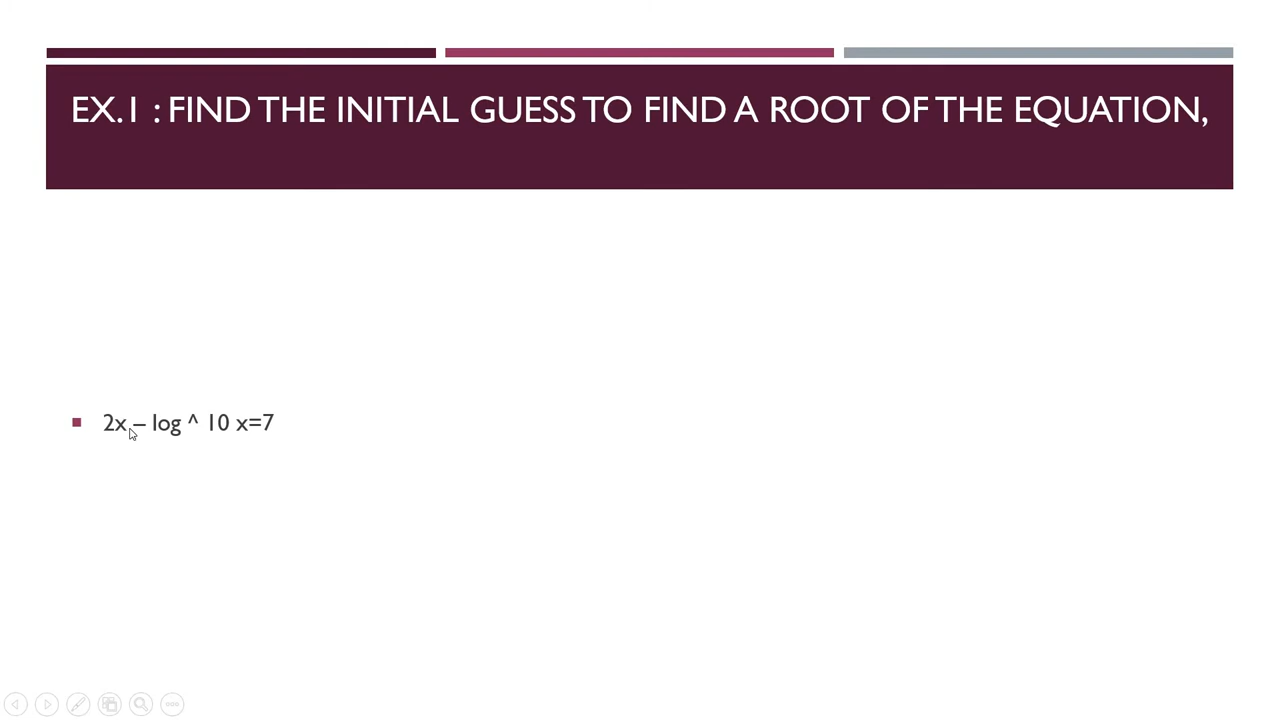 EX.1 : FIND THE INITIAL GUESS TO FIND A ROOT OF THE EQUATION,
2x – log ^ 10 x=7